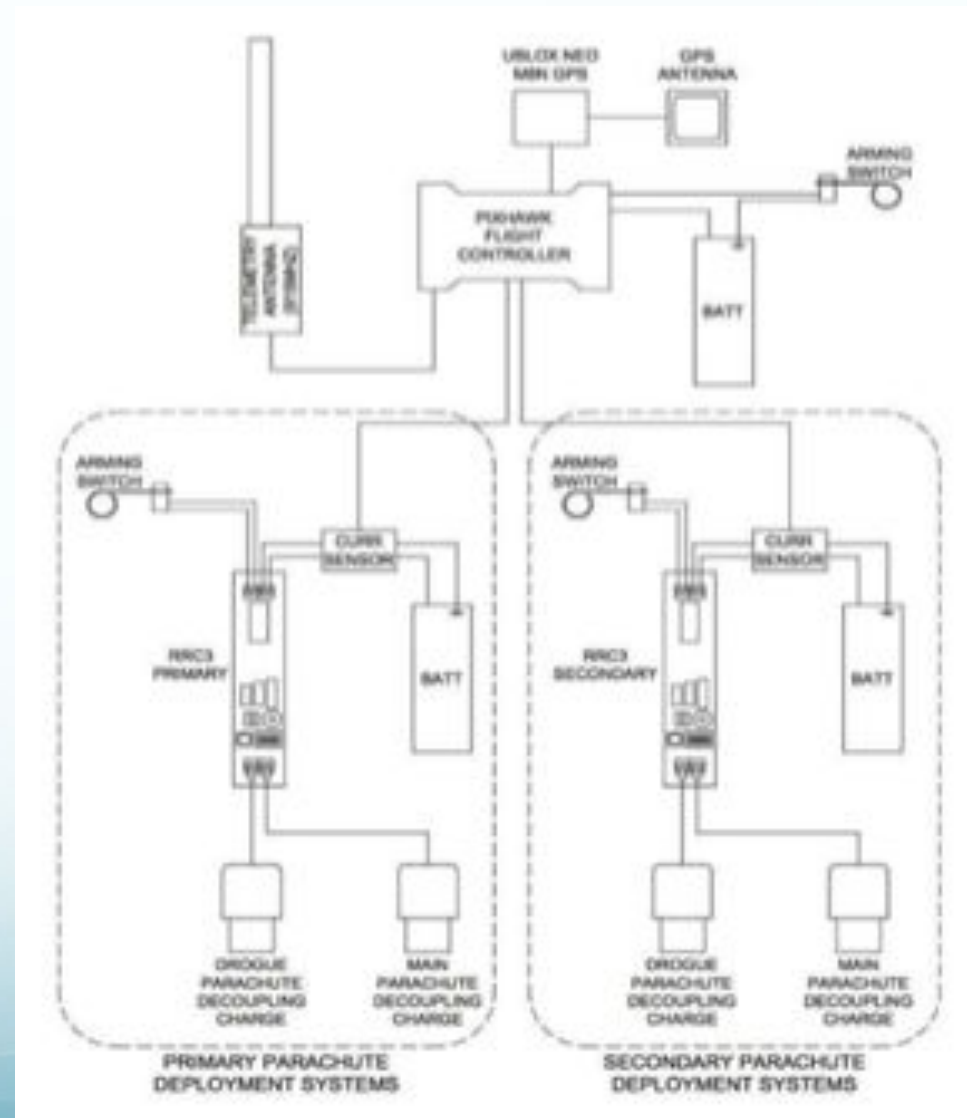 UBLOX NEO
M8N GPS
GPS
ANTENNA
ARMING
SWITCH
PIXHAWK
FLIGHT
CONTROLLER
TELEMETRY
ANTENNA
(915MHZ)
BATT
ARMING
SWITCH
CURR
SENSOR
RRC3
PRIMARY
BATT
DROGUE
PARACHUTE
DECOUPLING
CHARGE
MAIN
PARACHUTE
DECOUPLING
CHARGE
PRIMARY PARACHUTE
DEPLOYMENT SYSTEMS
ARMING
SWITCH
CURR
SENSOR
RRC3
SECONDARY
BATT
DROGUE
PARACHUTE
DECOUPLING
CHARGE
MAIN
PARACHUTE
DECOUPLING
CHARGE
SECONDARY PARACHUTE
DEPLOYMENT SYSTEMS